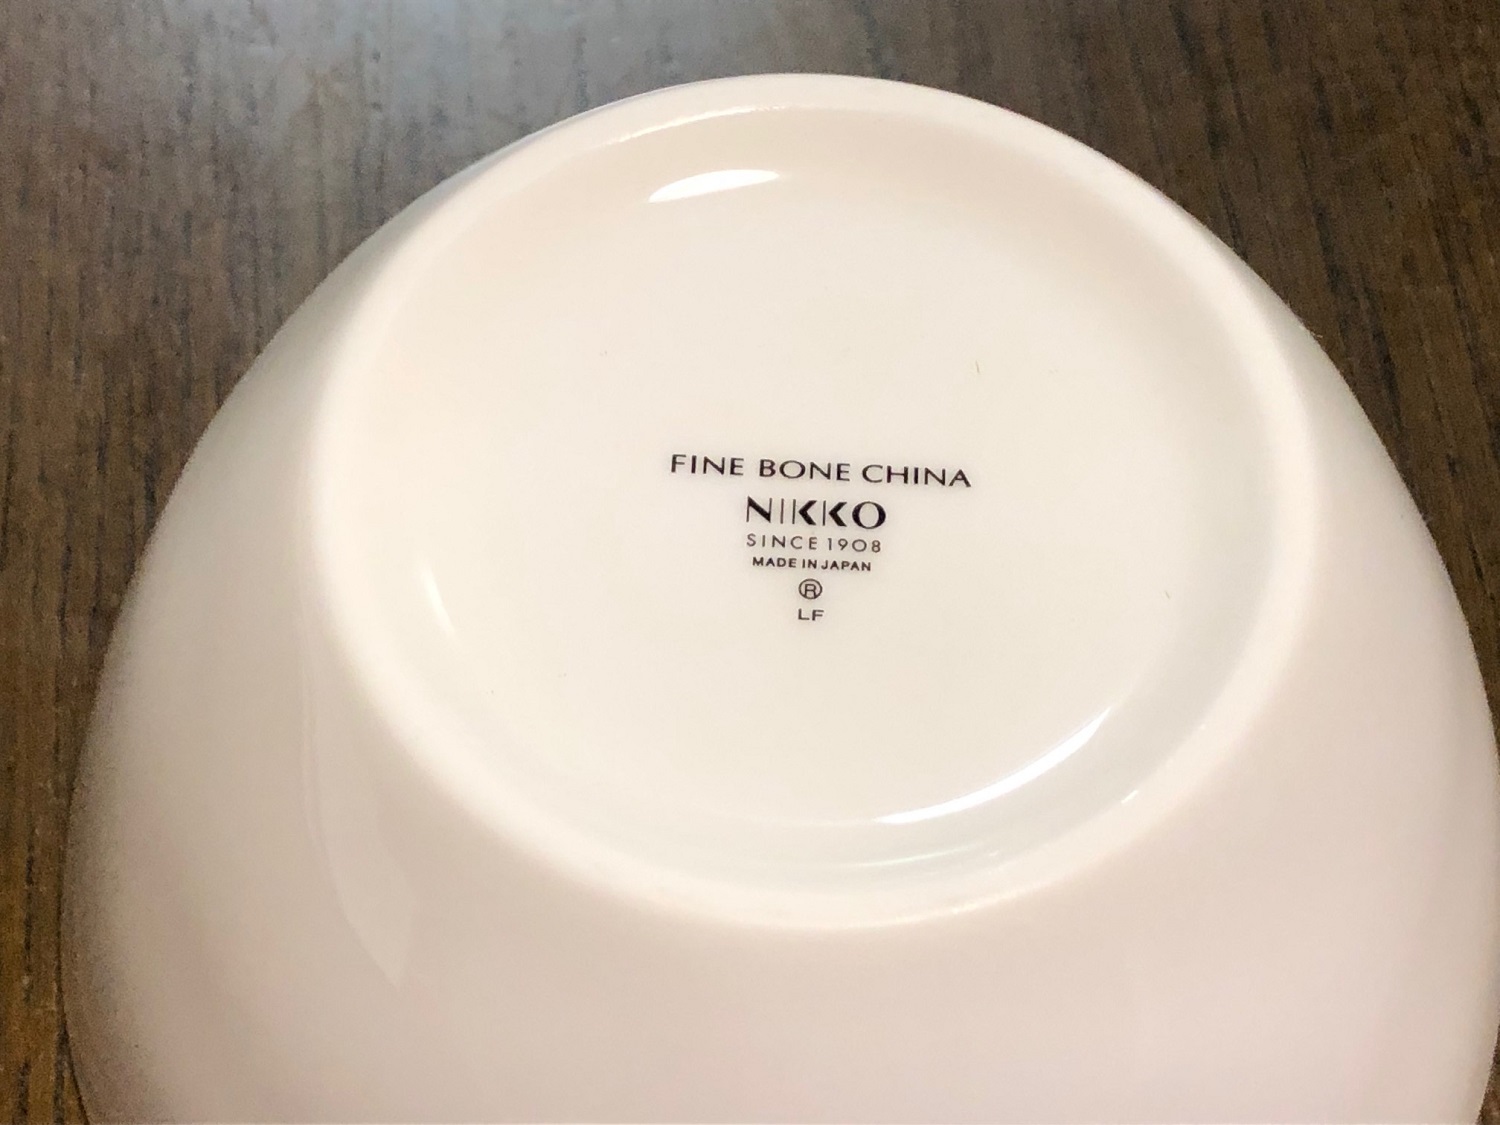 FINE BONE CHINA
NIKKO
SINCE 1908
MADE IN JAPAN
®
LF